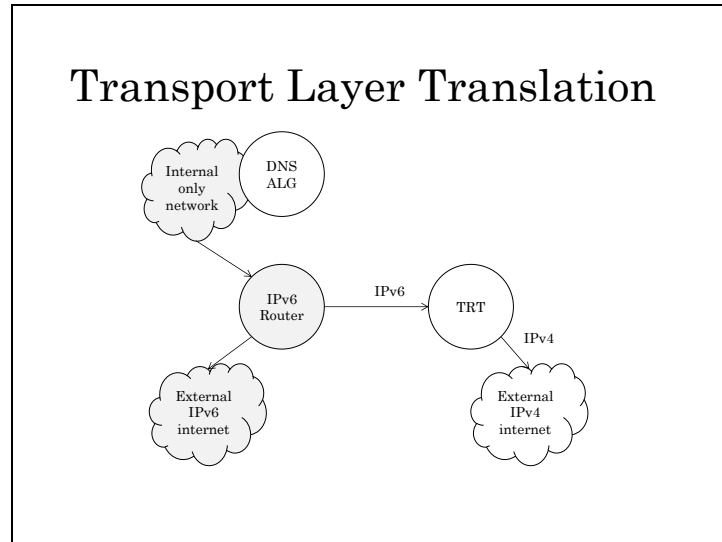 Transport Layer Translation
Internal
only
network
DNS
ALG
IPv6
Router
IPv6
TRT
IPv4
External
IPv6
internet
External
IPv4
internet